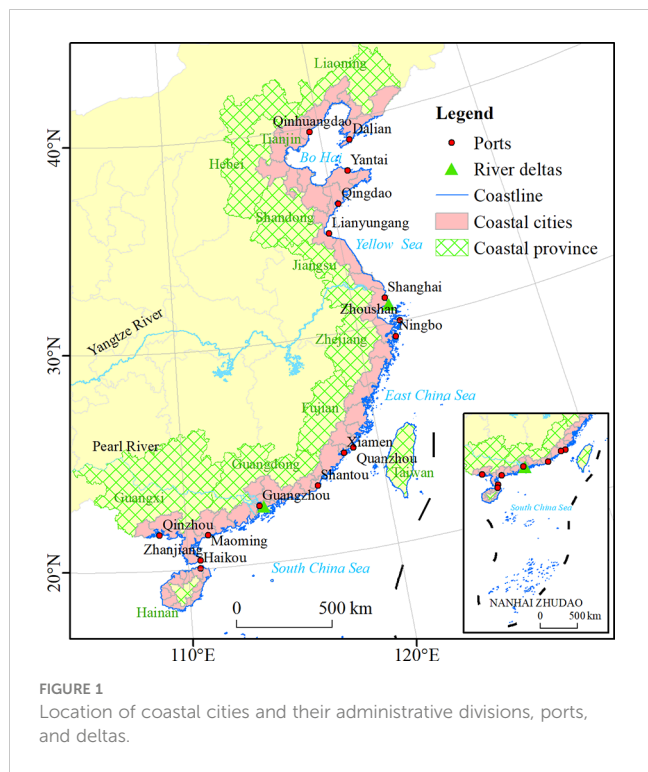 Liaoning
Qinhuangdao
Dalian
Tianjin
Bo Hai
Yantai
Hebei
Qingdao
Shandong
Lianyungang
Yellow Sea
Jiangsu
Shanghai
Zhoushan
Ningbo
Yangtze River
Zhejiang
East China Sea
Fujian
Pearl River
Xiamen
Quanzhou
Guangdong
Shantou
Taiwan
Guangxi
Guangzhou
Qinzhou
Maoming
Zhanjiang
Haikou
South China Sea
Hainan
0 500 km
Legend
Ports
River deltas
Coastline
Coastal cities
Coastal province
South China Sea
NANHAI ZHUDAO
0 500 km
40°N
30°N
20°N
110°E
120°E
FIGURE 1
Location of coastal cities and their administrative divisions, ports,
and deltas.